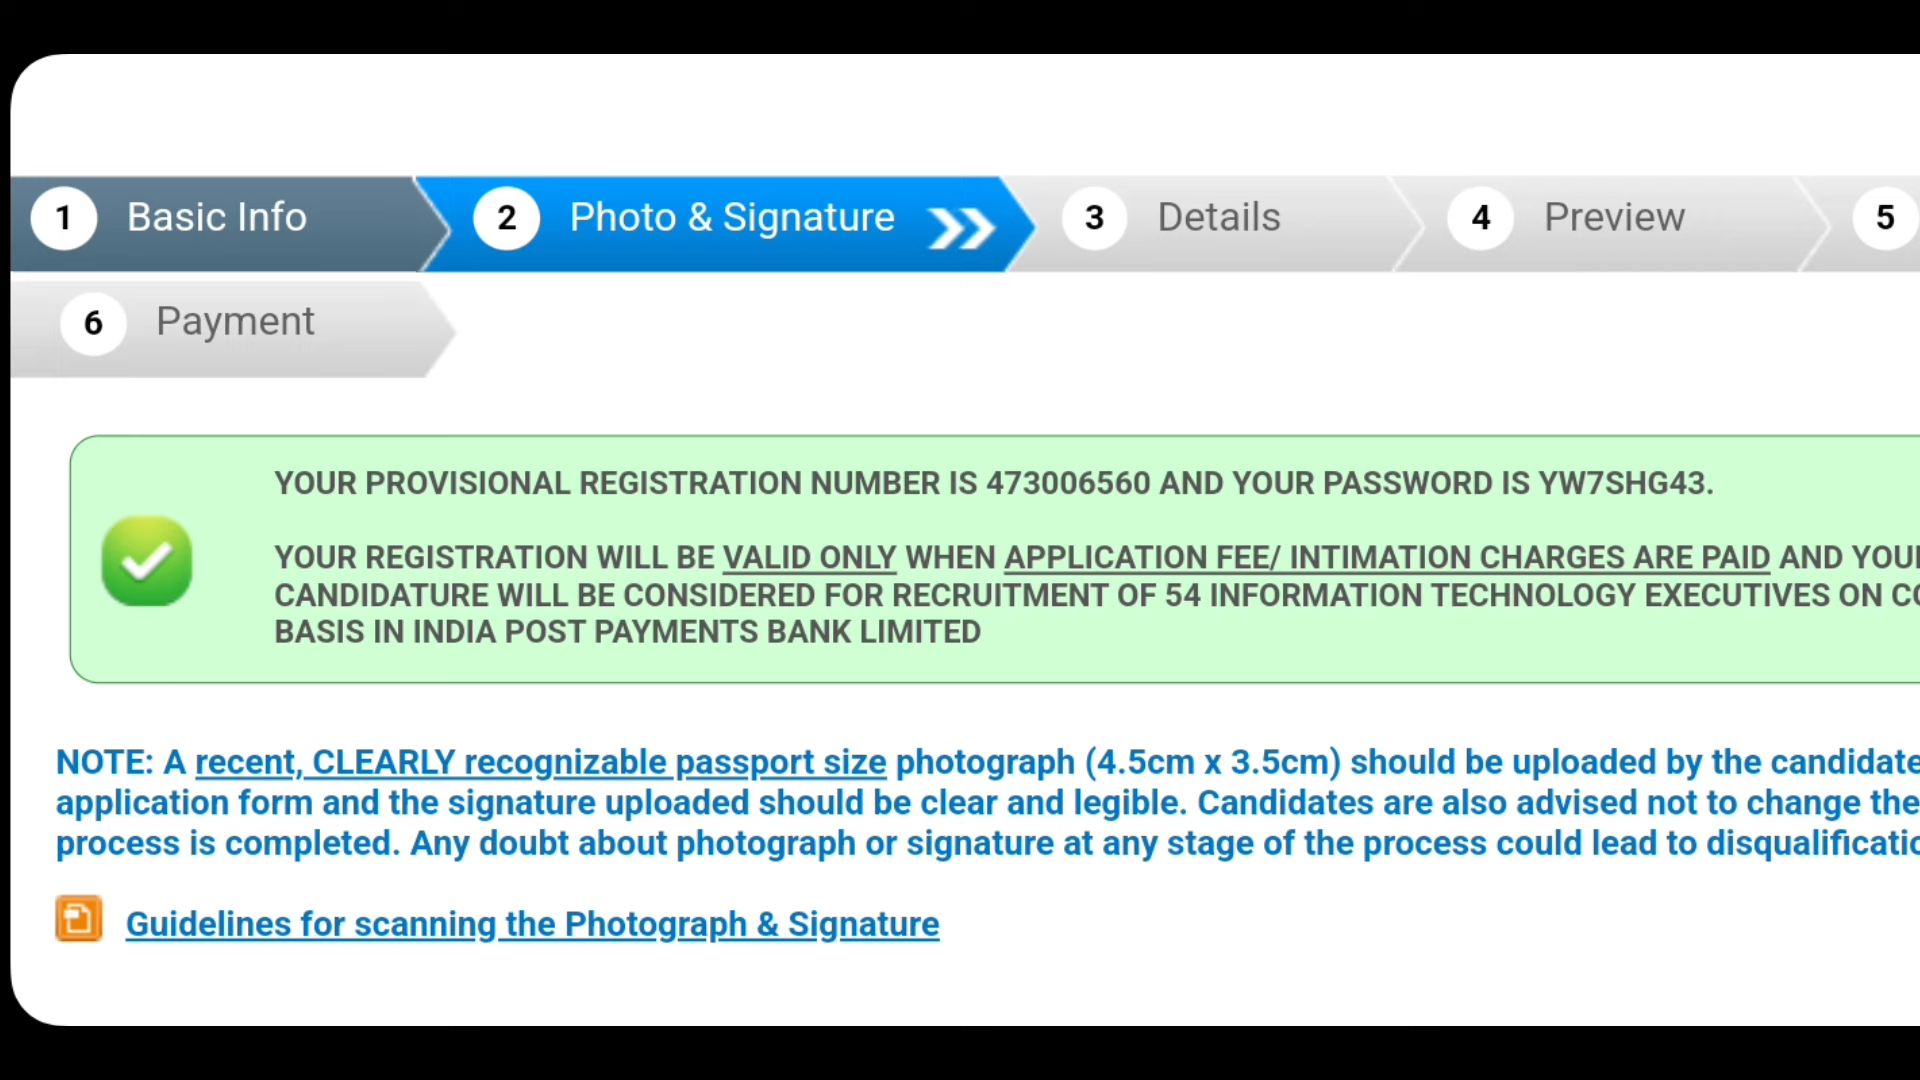 1 Basic Info 2 Photo & Signature 3 Details 4 Preview 5
6 Payment
YOUR PROVISIONAL REGISTRATION NUMBER IS 473006560 AND YOUR PASSWORD IS YW7SHG43.
YOUR REGISTRATION WILL BE VALID ONLY WHEN APPLICATION FEE/ INTIMATION CHARGES ARE PAID AND
CANDIDATURE WILL BE CONSIDERED FOR RECRUITMENT OF 54 INFORMATION TECHNOLOGY EXECUTIVES ON
BASIS IN INDIA POST PAYMENTS BANK LIMITED
NOTE: A recent, CLEARLY recognizable passport size photograph (4.5cm x 3.5cm) should be uploaded by the candidate
application form and the signature uploaded should be clear and legible. Candidates are also advised not to change the
process is completed. Any doubt about photograph or signature at any stage of the process could lead to
Guidelines for scanning the Photograph & Signature